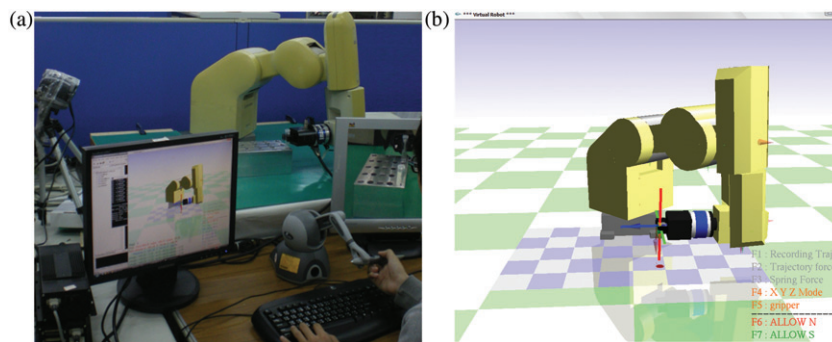 (a)
(b)
*** Virtual Robot ***
F1 : Recording Traj
F2 : Trajectory force
F3 : Spring Force
F4 : X Y Z Mode
F5 : gripper
F6 : ALLOW N
F7 : ALLOW S